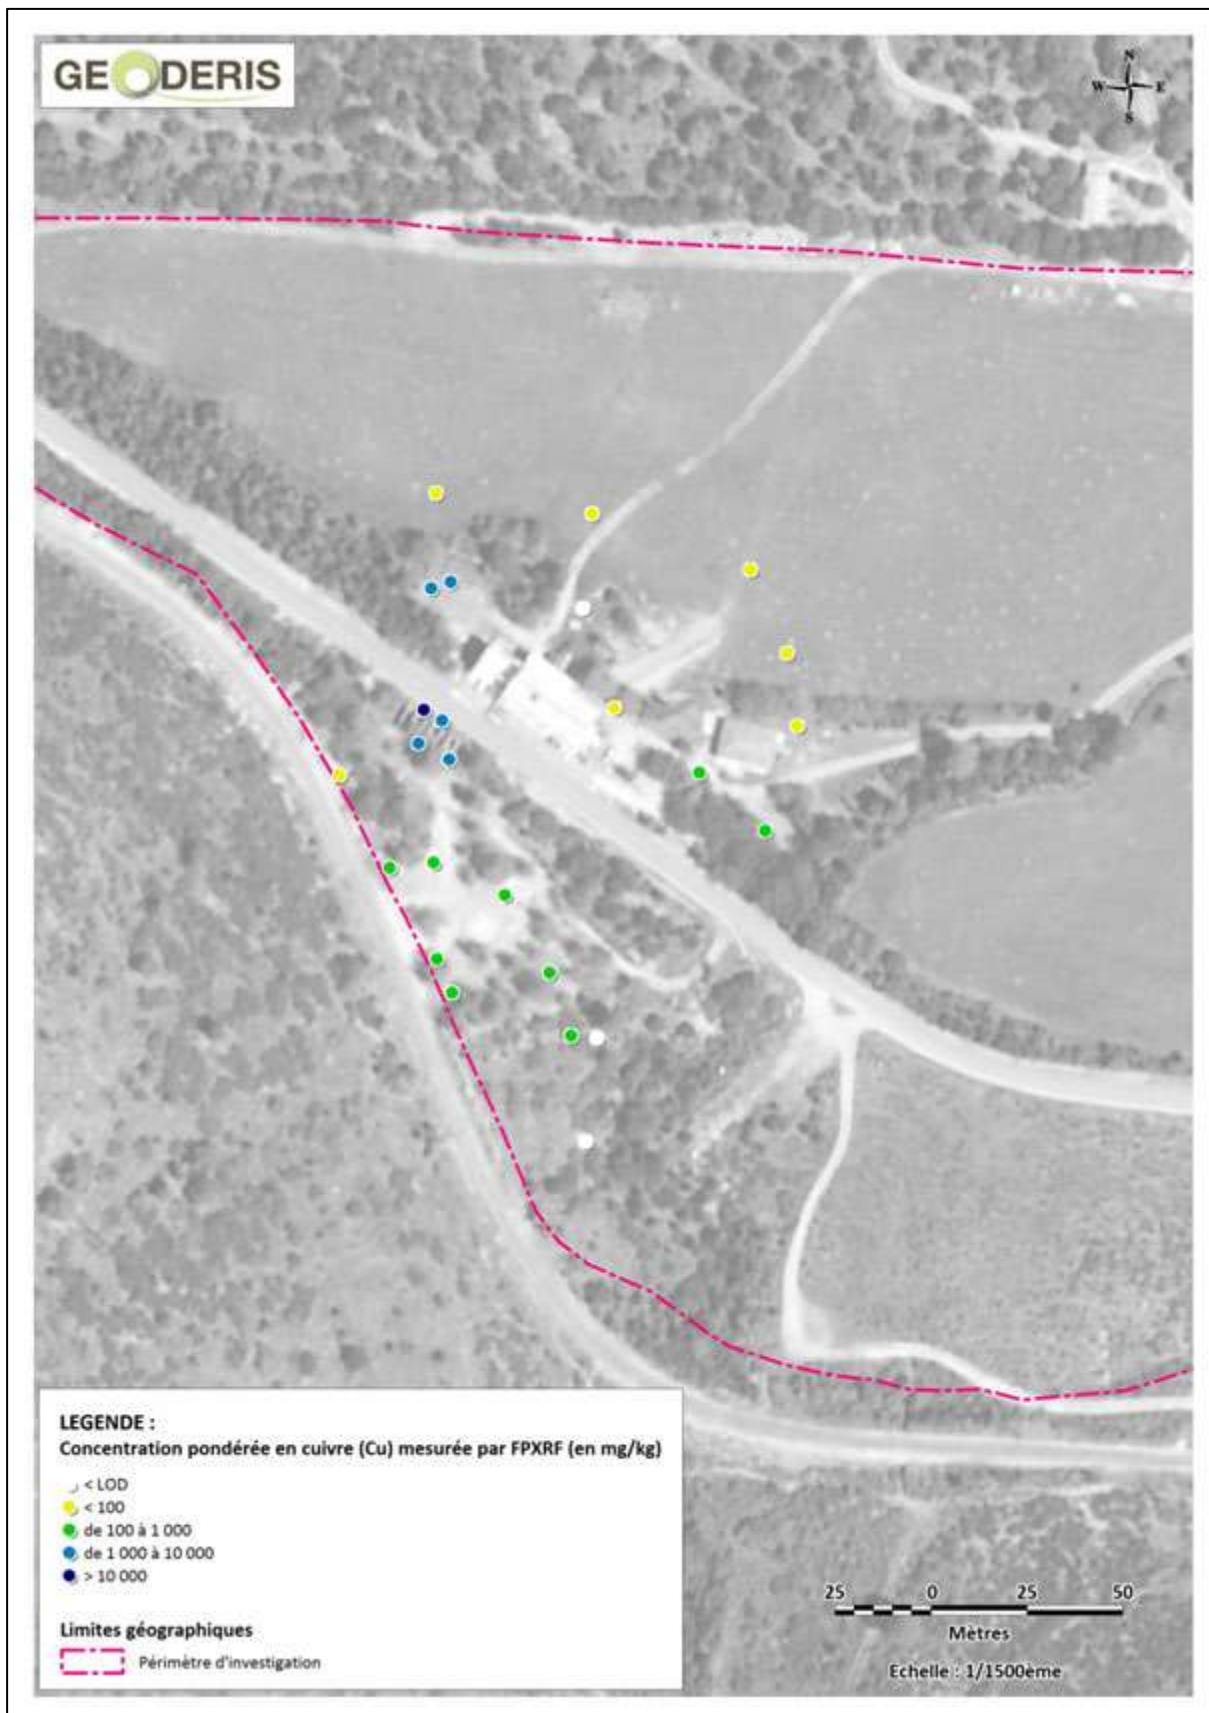 GEODERIS
N
W E
S
LEGENDE :
Concentration pondérée en cuivre (Cu) mesurée par FPXRF (en mg/kg)
< LOD
< 100
de 100 à 1 000
de 1 000 à 10 000
> 10 000
Limites géographiques
Périmètre d'investigation
25 0 25 50
Mètres
Echelle : 1/1500ème